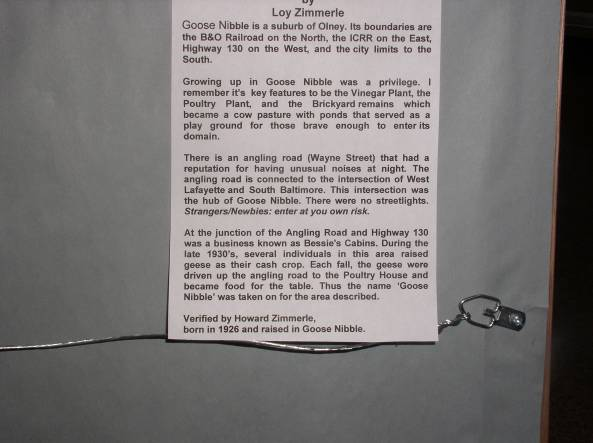 by
Loy Zimmerle
Goose Nibble is a suburb of Olney. Its boundaries are
the B&O Railroad on the North, the ICRR on the East,
Highway 130 on the West, and the city limits to the
South.
Growing up in Goose Nibble was a privilege. I
remember it's key features to be the Vinegar Plant, the
Poultry Plant, and the Brickyard remains which
became a cow pasture with ponds that served as a
play ground for those brave enough to enter its
domain.
There is an angling road (Wayne Street) that had a
reputation for having unusual noises at night. The
angling road is connected to the intersection of West
Lafayette and South Baltimore. This intersection was
the hub of Goose Nibble. There were no streetlights.
Strangers/Newbies: enter at you own risk.
At the junction of the Angling Road and Highway 130
was a business known as Bessie's Cabins. During the
late 1930's, several individuals in this area raised
geese as their cash crop. Each fall, the geese were
driven up the angling road to the Poultry House and
became food for the table. Thus the name 'Goose
Nibble' was taken on for the area described.
Verified by Howard Zimmerle,
born in 1926 and raised in Goose Nibble.